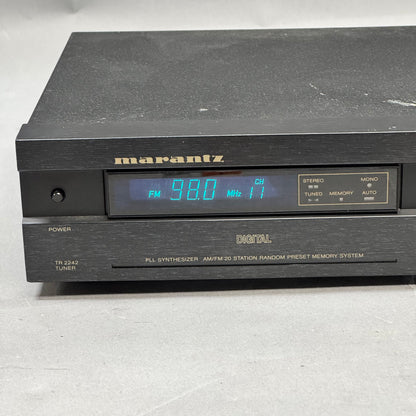 marantz
FM 98.0 MHz CH 11
STEREO MONO
TUNED MEMORY AUTO
POWER
DIGITAL
TR 2242
TUNER
PLL SYNTHESIZER AM/FM 20 STATION RANDOM PRESET MEMORY SYSTEM